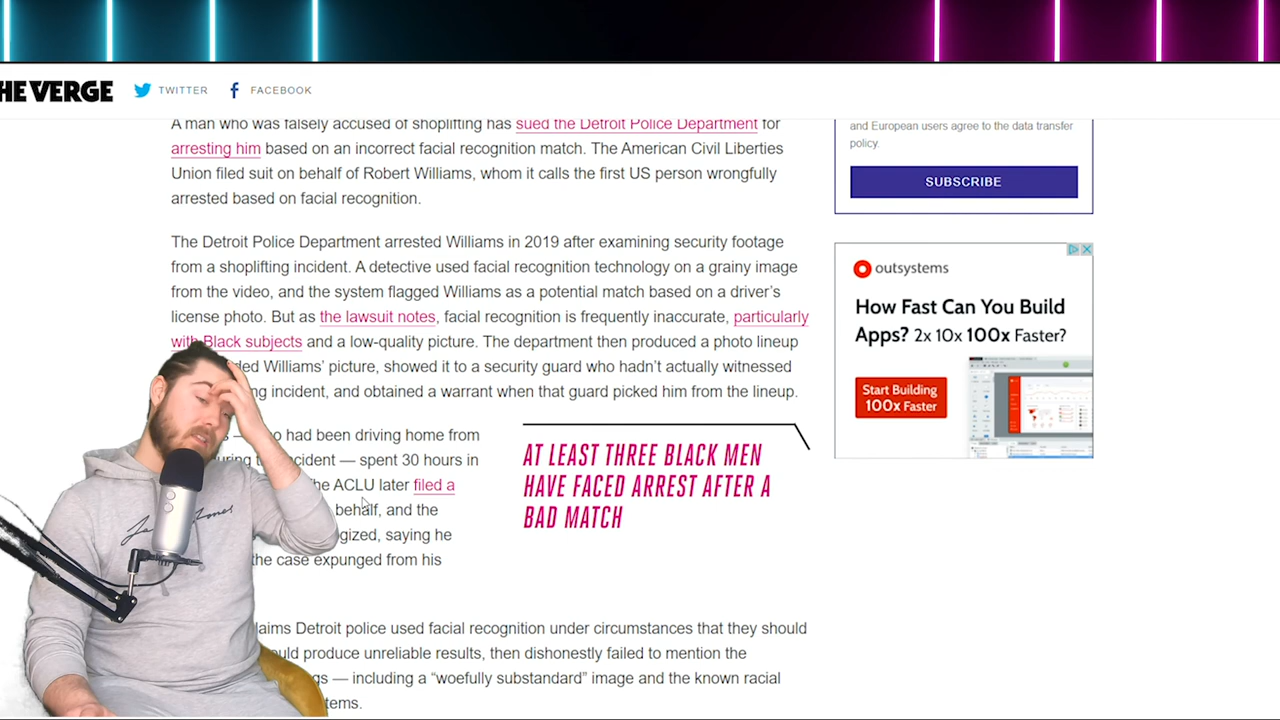 HE VERGE TWITTER FACEBOOK
A man who was falsely accused of shoplifting has sued the Detroit Police Department for
arresting him based on an incorrect facial recognition match. The American Civil Liberties
Union filed suit on behalf of Robert Williams, whom it calls the first US person wrongfully
arrested based on facial recognition.
The Detroit Police Department arrested Williams in 2019 after examining security footage
from a shoplifting incident. A detective used facial recognition technology on a grainy image
from the video, and the system flagged Williams as a potential match based on a driver's
license photo. But as the lawsuit notes, facial recognition is frequently inaccurate, particularly
with Black subjects and a low-quality picture. The department then produced a photo lineup
Williams' picture, showed it to a security guard who hadn't actually witnessed
incident, and obtained a warrant when that guard picked him from the lineup.
had been driving home from
incident — spent 30 hours in
the ACLU later filed a
behalf, and the
saying he
the case expunged from his
AT LEAST THREE BLACK MEN
HAVE FACED ARREST AFTER A
BAD MATCH
Detroit police used facial recognition under circumstances that they should
produce unreliable results, then dishonestly failed to mention the
— including a “woefully substandard” image and the known racial
and European users agree to the data transfer
policy.
SUBSCRIBE
outsystems
How Fast Can You Build
Apps? 2x 10x 100x Faster?
Start Building
100x Faster